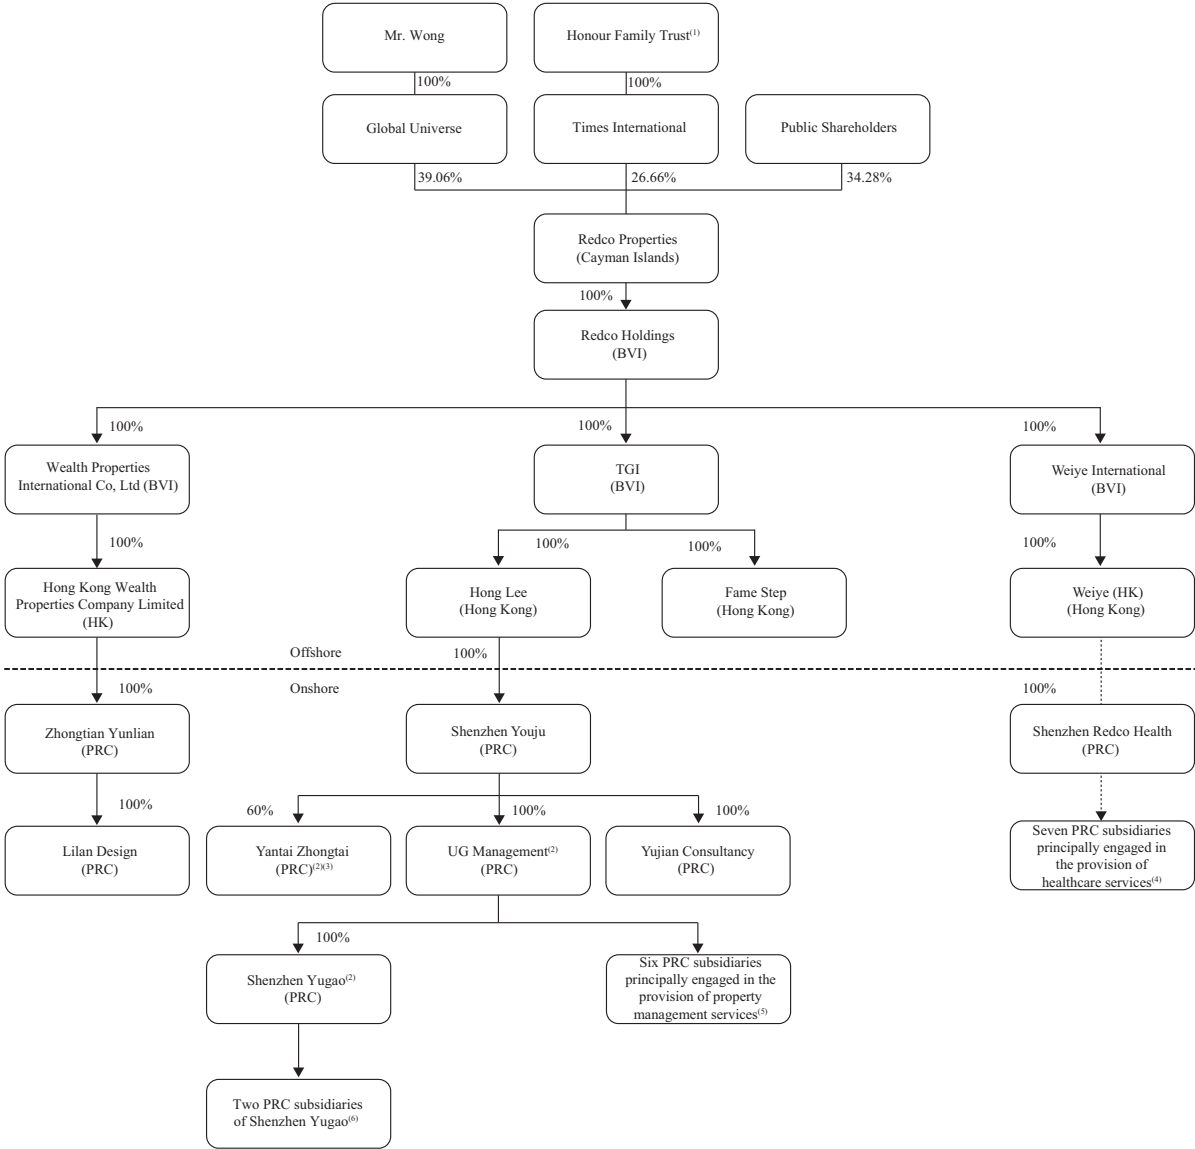 Mr. Wong
Honour Family Trust(1)
100%
100%
Global Universe
Times International
Public Shareholders
39.06%
26.66%
34.28%
Redco Properties
(Cayman Islands)
100%
Redco Holdings
(BVI)
100%
100%
100%
Wealth Properties
International Co, Ltd (BVI)
TGI
(BVI)
Weiye International
(BVI)
100%
100%
100%
100%
Hong Kong Wealth
Properties Company Limited
(HK)
Hong Lee
(Hong Kong)
Fame Step
(Hong Kong)
Weiye (HK)
(Hong Kong)
Offshore
100%
Onshore
100%
100%
Zhongtian Yunlian
(PRC)
Shenzhen Youju
(PRC)
Shenzhen Redco Health
(PRC)
100%
60%
100%
100%
Lilan Design
(PRC)
Yantai Zhongtai
(PRC)(2)(3)
UG Management(2)
(PRC)
Yujian Consultancy
(PRC)
Seven PRC subsidiaries
principally engaged in
the provision of
healthcare services(4)
100%
Shenzhen Yugao(2)
(PRC)
Six PRC subsidiaries
principally engaged in the
provision of property
management services(5)
Two PRC subsidiaries
of Shenzhen Yugao(6)